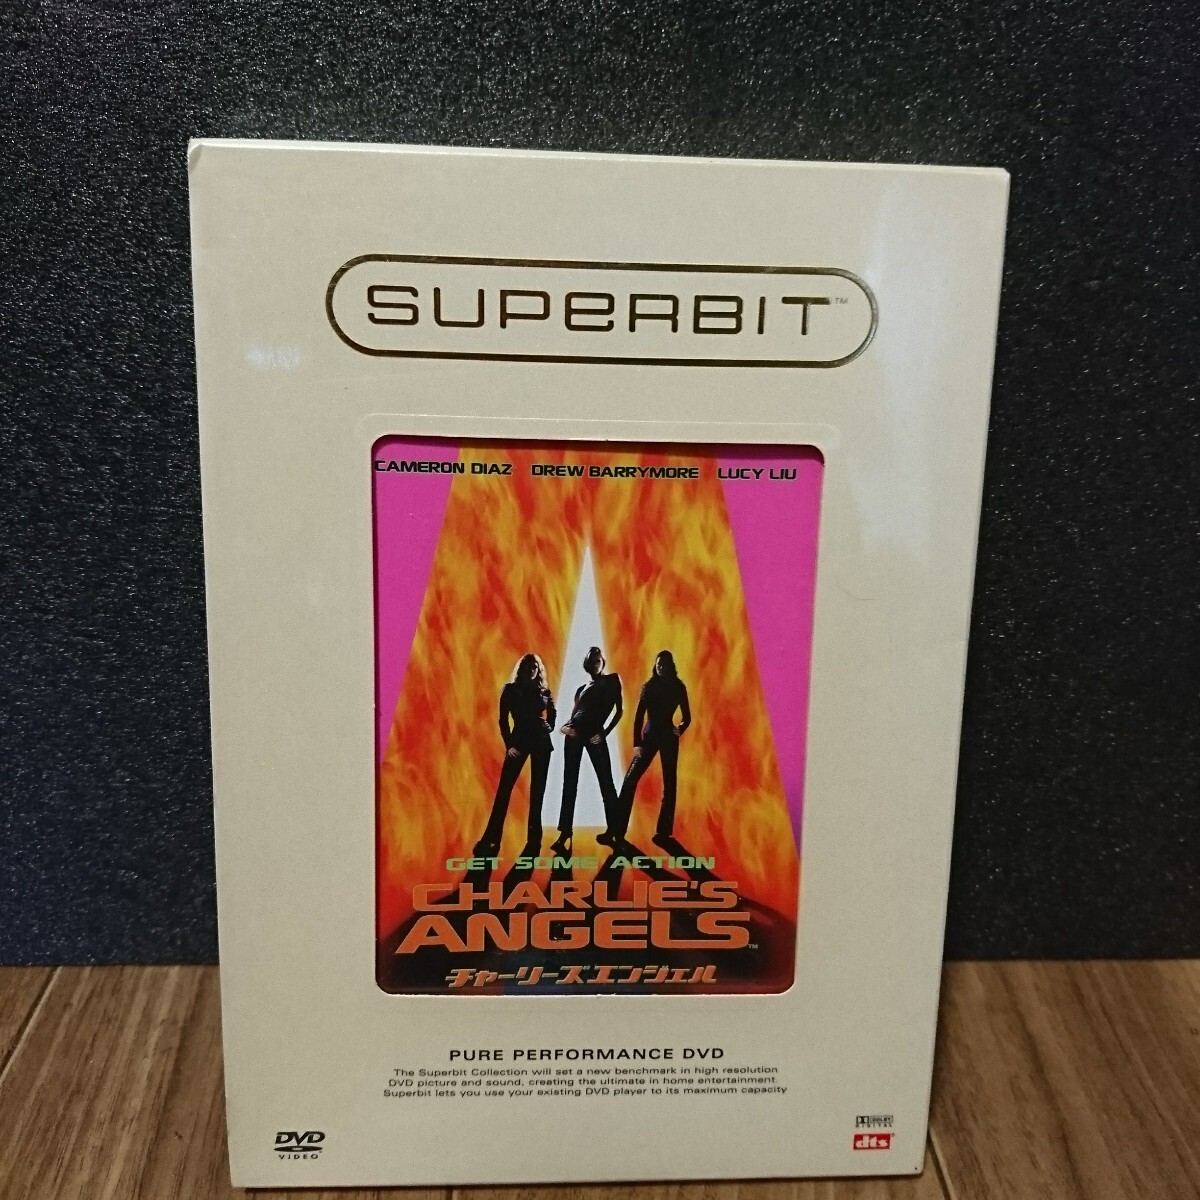 SUPERBIT™
CAMERON DIAZ DREW BARRYMORE LUCY LIU
GET SOME ACTION
CHARLIE'S
ANGELS™
チャーリーズエンジェル
PURE PERFORMANCE DVD
The Superbit Collection will set a new benchmark in high resolution
DVD picture and sound, creating the ultimate in home entertainment.
Superbit lets you use your existing DVD player to its maximum capacity
DVD
VIDEO
DOLBY
DIGITAL
dts